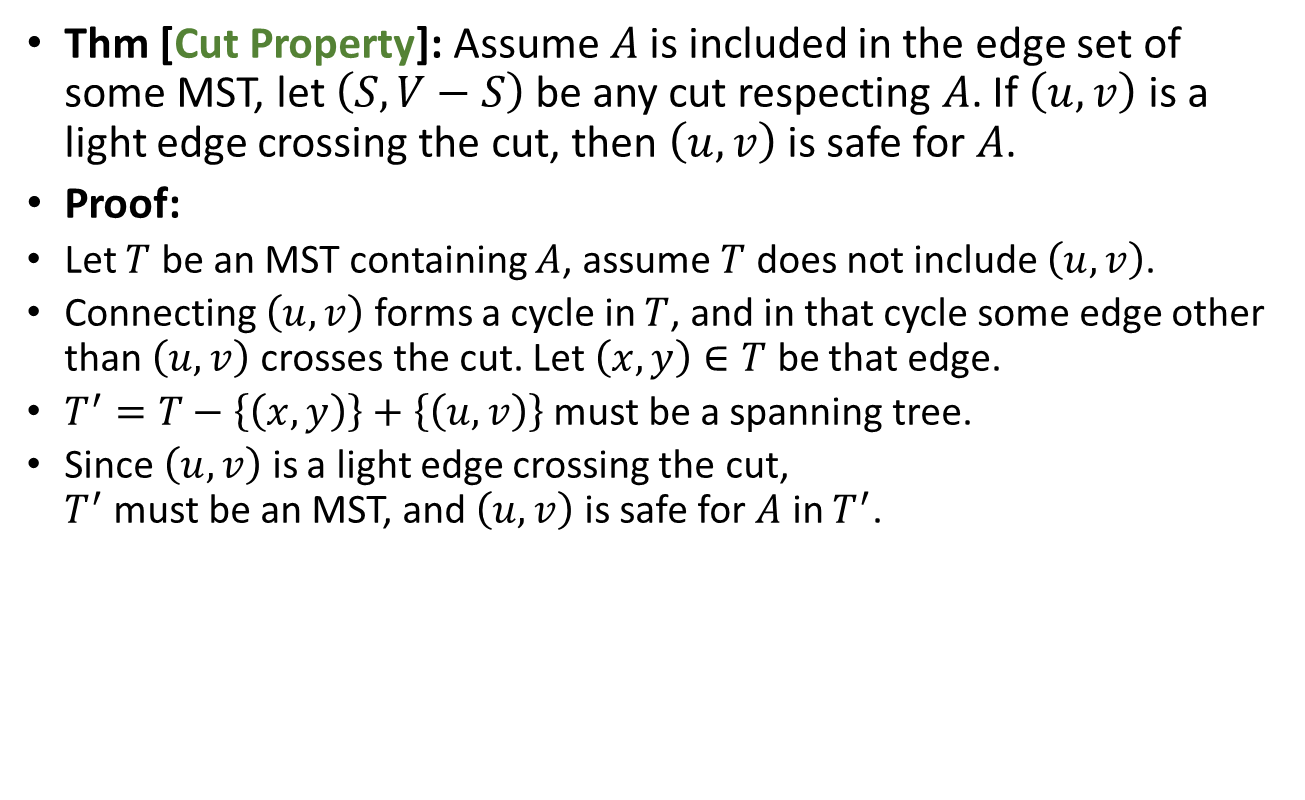 • Thm [Cut Property]: Assume A is included in the edge set of
some MST, let (S, V − S) be any cut respecting A. If (u, v) is a
light edge crossing the cut, then (u, v) is safe for A.
• Proof:
• Let T be an MST containing A, assume T does not include (u, v).
• Connecting (u, v) forms a cycle in T, and in that cycle some edge other
than (u, v) crosses the cut. Let (x, y) ∈ T be that edge.
• T′ = T − {(x, y)} + {(u, v)} must be a spanning tree.
• Since (u, v) is a light edge crossing the cut,
T′ must be an MST, and (u, v) is safe for A in T′.